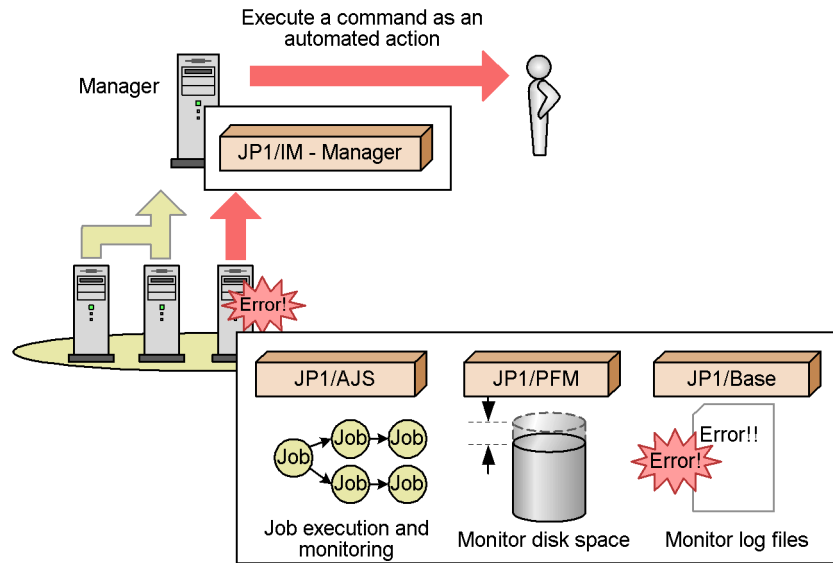 Execute a command as an
automated action
Manager
JP1/IM - Manager
Error!
JP1/AJS
JP1/PFM
JP1/Base
Job
Job
Job
Job
Job
Error!!
Error!
Job execution and
monitoring
Monitor disk space
Monitor log files